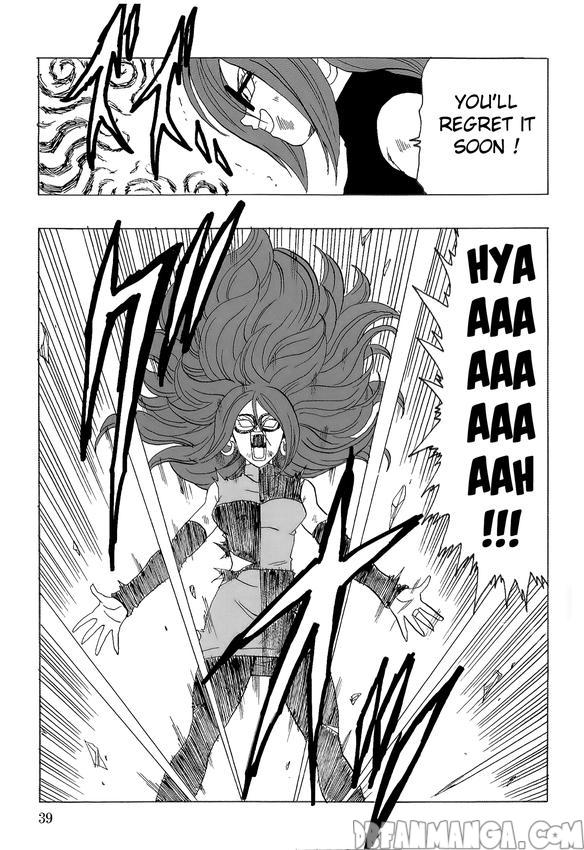 YOU'LL
REGRET IT
SOON !
HYA
AAA
AAA
AAA
AAH
!!!
39
DBFANMANGA.COM